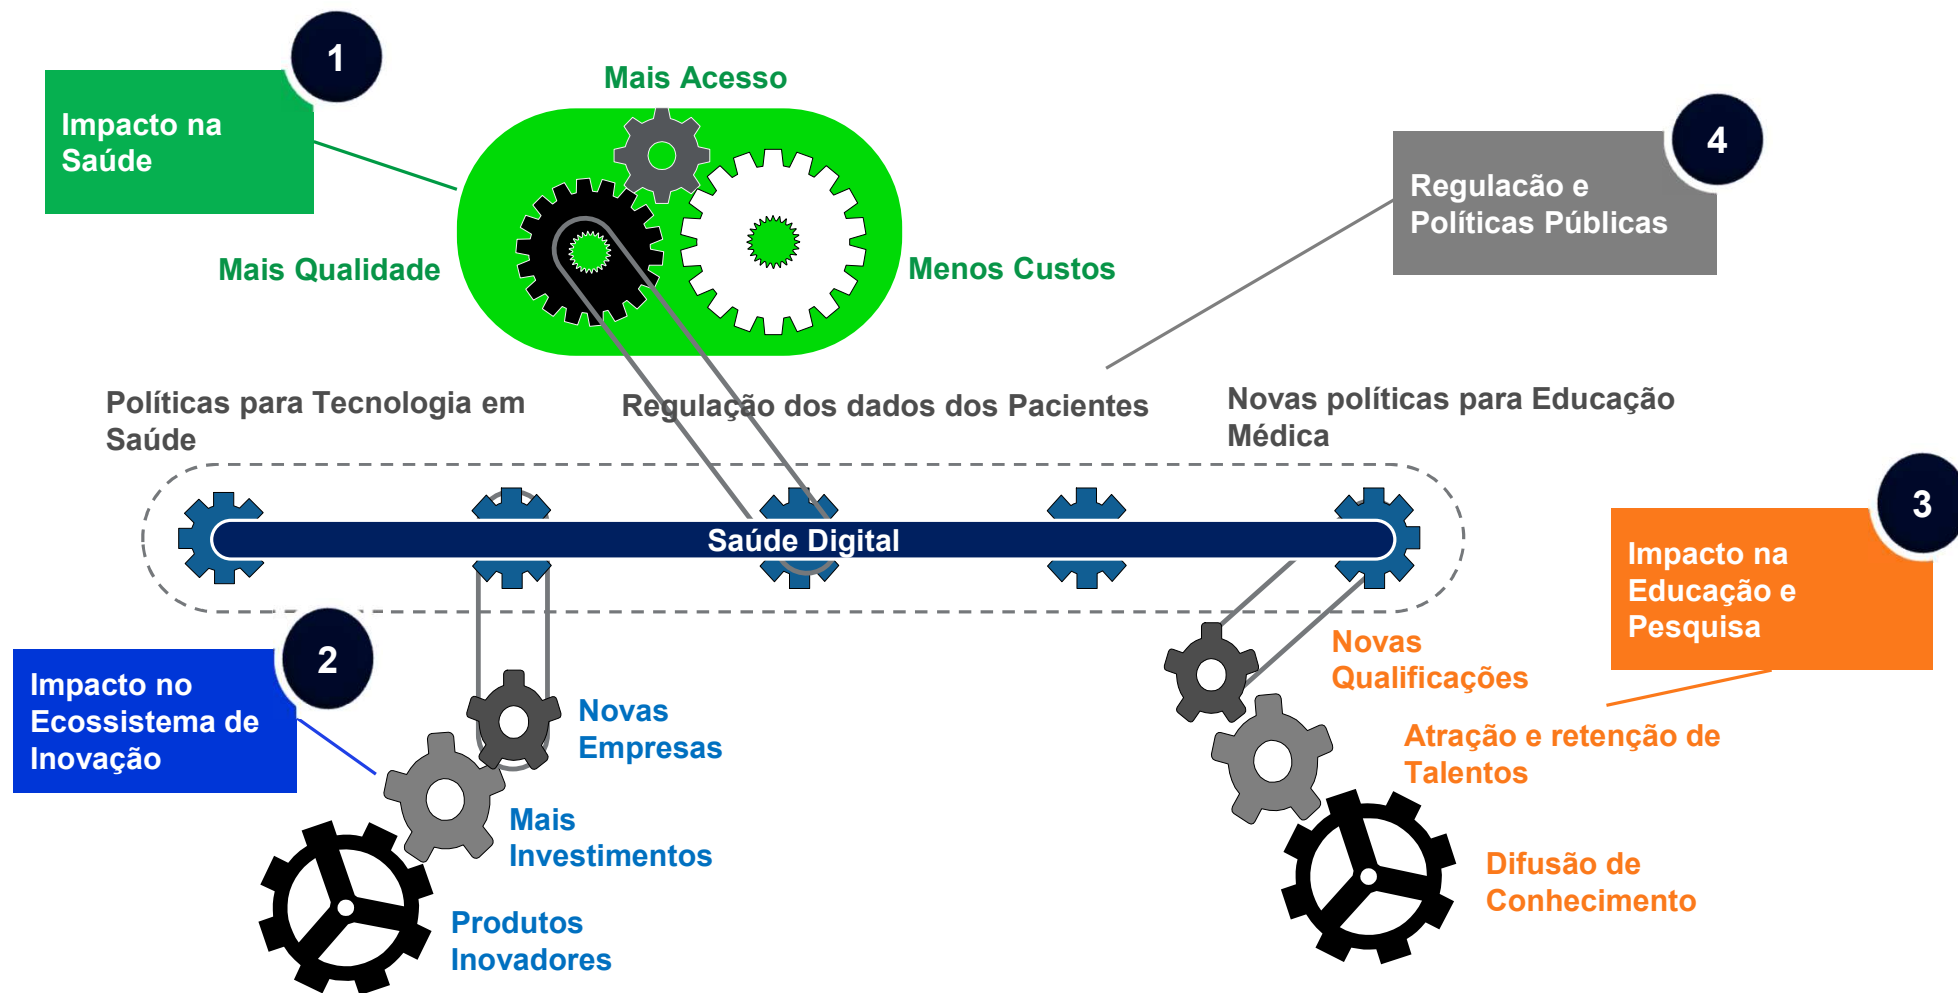 1
Impacto na
Saúde
Mais Acesso
Mais Qualidade
Menos Custos
4
Regulacão e
Políticas Públicas
Políticas para Tecnologia em
Saúde
Regulação dos dados dos Pacientes
Novas políticas para Educação
Médica
Saúde Digital
3
Impacto na
Educação e
Pesquisa
2
Impacto no
Ecossistema de
Inovação
Novas
Empresas
Mais
Investimentos
Produtos
Inovadores
Novas
Qualificações
Atração e retenção de
Talentos
Difusão de
Conhecimento